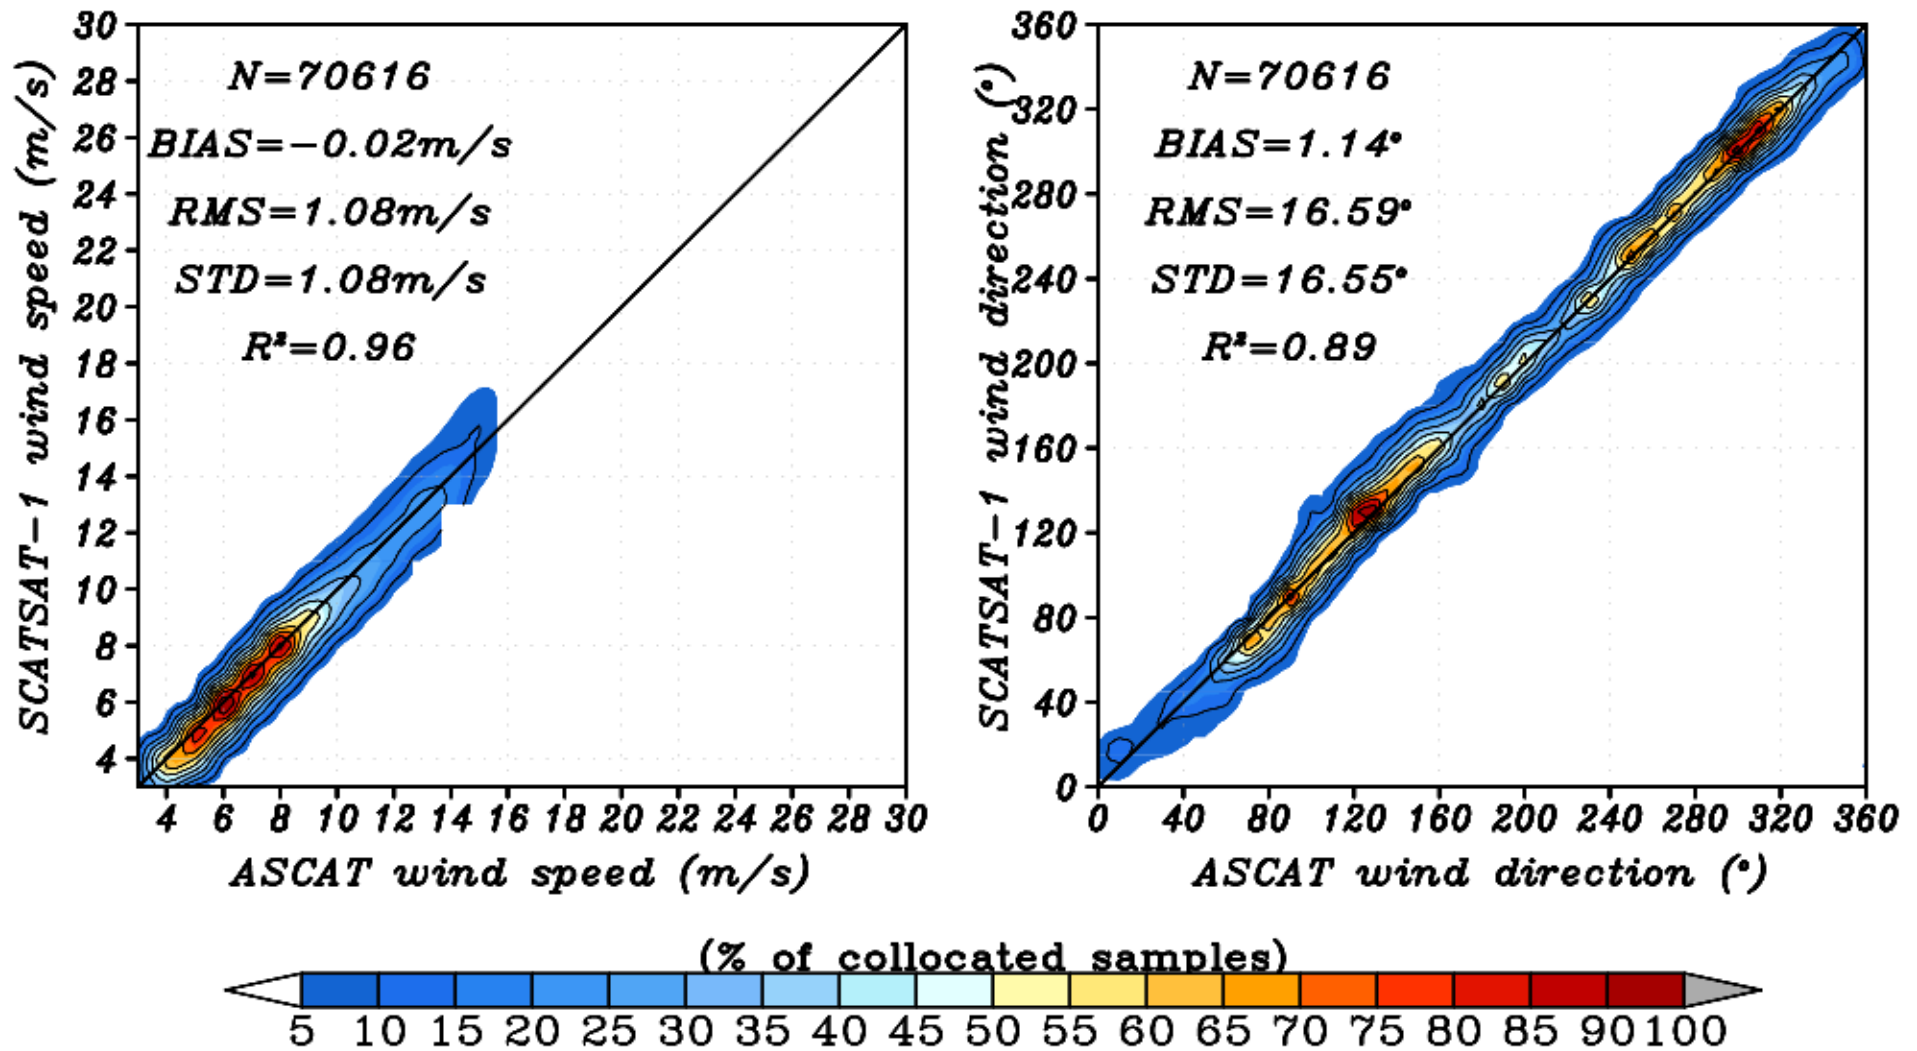 30
28
26
24
22
20
18
16
14
12
10
8
6
4
SCATSAT-1 wind speed (m/s)
N=70616
BIAS=-0.02m/s
RMS=1.08m/s
STD=1.08m/s
R²=0.96
4 6 8 10 12 14 16 18 20 22 24 26 28 30
ASCAT wind speed (m/s)
360
320
280
240
200
160
120
80
40
0
SCATSAT-1 wind direction (°)
N=70616
BIAS=1.14°
RMS=16.59°
STD=16.55°
R²=0.89
0 40 80 120 160 200 240 280 320 360
ASCAT wind direction (°)
(% of collocated samples)
5 10 15 20 25 30 35 40 45 50 55 60 65 70 75 80 85 90 100